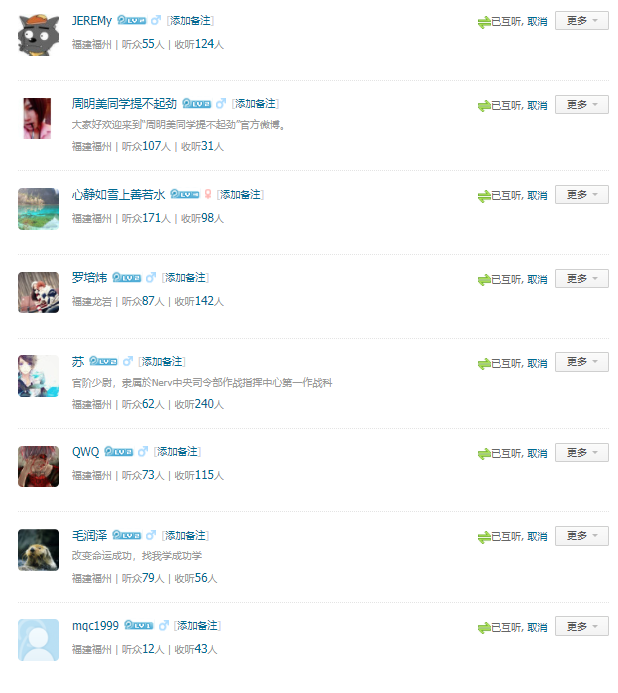 JEREMy [添加备注] 已互听, 取消 更多
福建福州 | 听众55人 | 收听124人
周明美同学提不起劲 LV 2 [添加备注] 已互听, 取消 更多
大家好欢迎来到"周明美同学提不起劲"官方微博。
福建福州 | 听众107人 | 收听31人
心静如雪上善若水 [添加备注] 已互听, 取消 更多
福建福州 | 听众171人 | 收听98人
罗培炜 LV 2 [添加备注] 已互听, 取消 更多
福建龙岩 | 听众87人 | 收听142人
苏 [添加备注] 已互听, 取消 更多
官阶少尉，隶属於Nerv中央司令部作战指挥中心第一作战科
福建福州 | 听众62人 | 收听240人
QWQ LV 2 [添加备注] 已互听, 取消 更多
福建福州 | 听众73人 | 收听115人
毛润泽 LV 2 [添加备注] 已互听, 取消 更多
改变命运成功，找我学成功学
福建福州 | 听众79人 | 收听56人
mqc1999 LV 1 [添加备注] 已互听, 取消 更多
福建福州 | 听众12人 | 收听43人